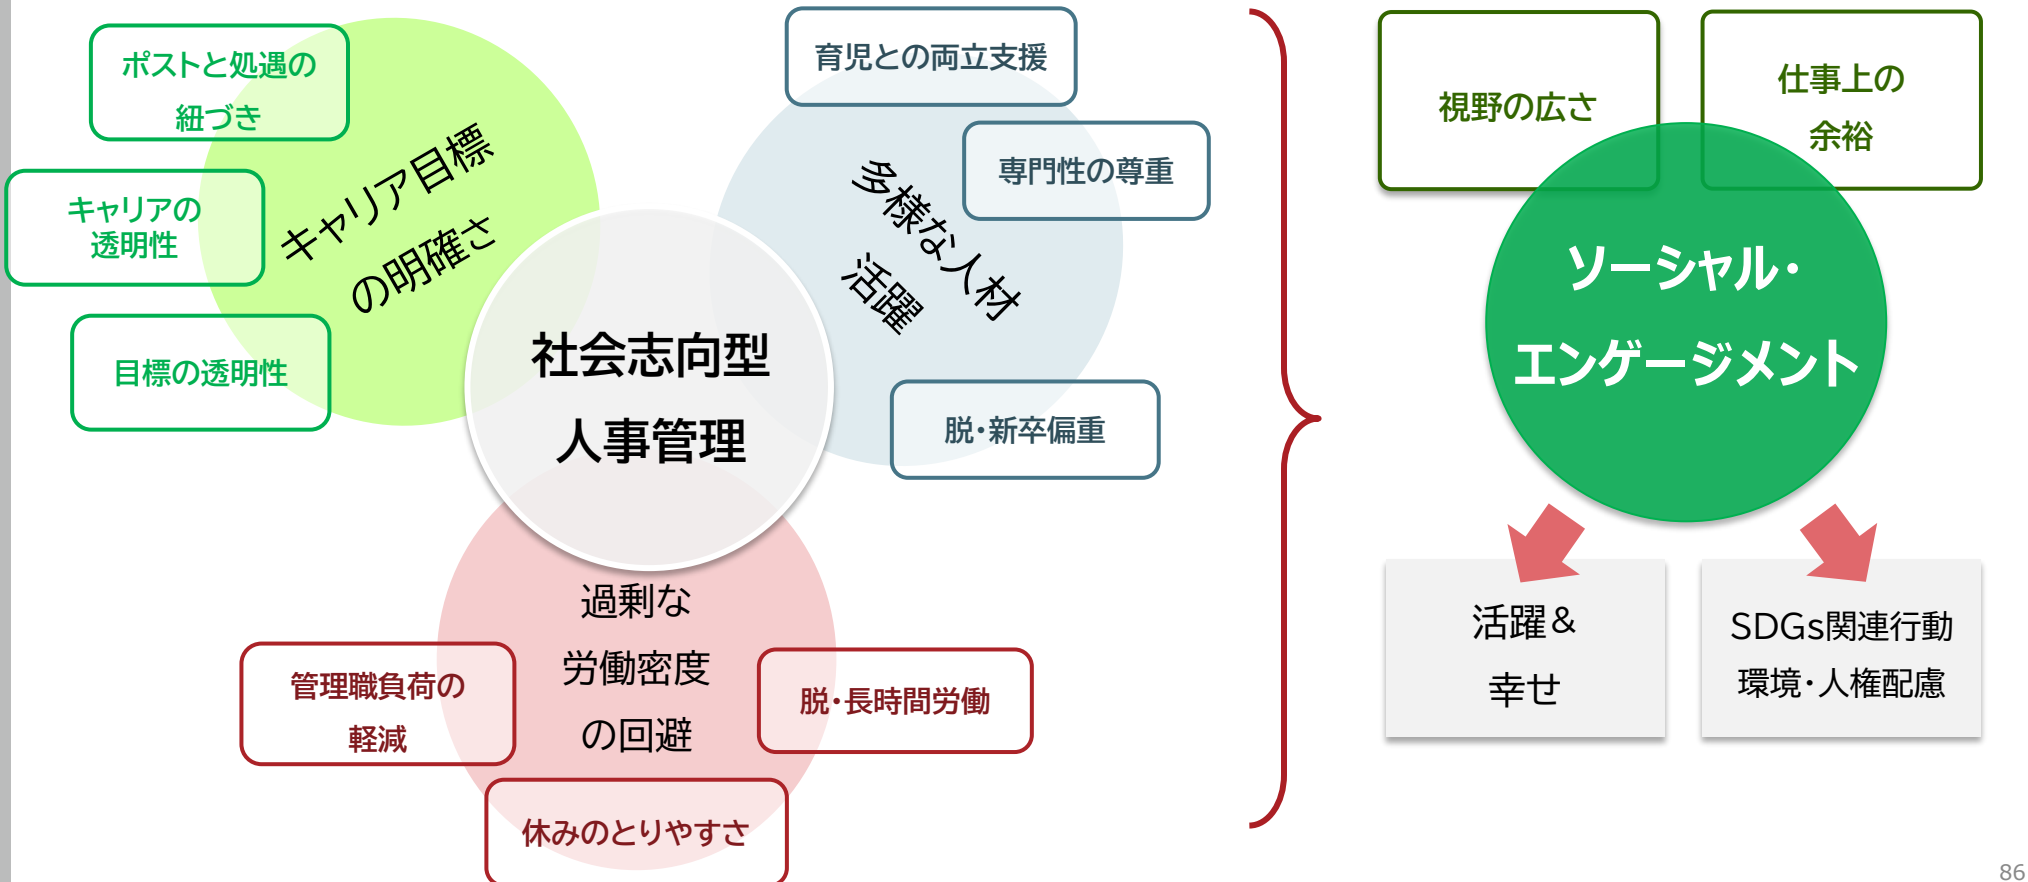 ポストと処遇の
紐づき
キャリアの
透明性
目標の透明性
キャリア目標
の明確さ
育児との両立支援
専門性の尊重
脱・新卒偏重
多様な人材
活躍
社会志向型
人事管理
過剰な
労働密度
の回避
管理職負荷の
軽減
脱・長時間労働
休みのとりやすさ
視野の広さ
仕事上の
余裕
ソーシャル・
エンゲージメント
活躍&
幸せ
SDGs関連行動
環境・人権配慮
86